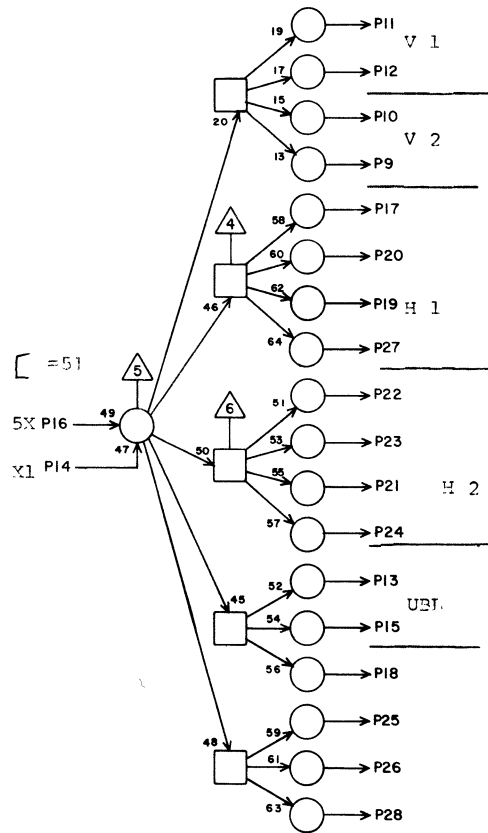 19 P11
V 1
17 P12
15 P10
20
V 2
13 P9
58 P17
4
60 P20
62 P19 H 1
46
64 P27
[ =51
5
6
51 P22
49
5X P16
53 P23
47
50
55 P21
X1 P14
H 2
57 P24
52 P13
45
UBL
54 P15
56 P18
59 P25
48
61 P26
63 P28